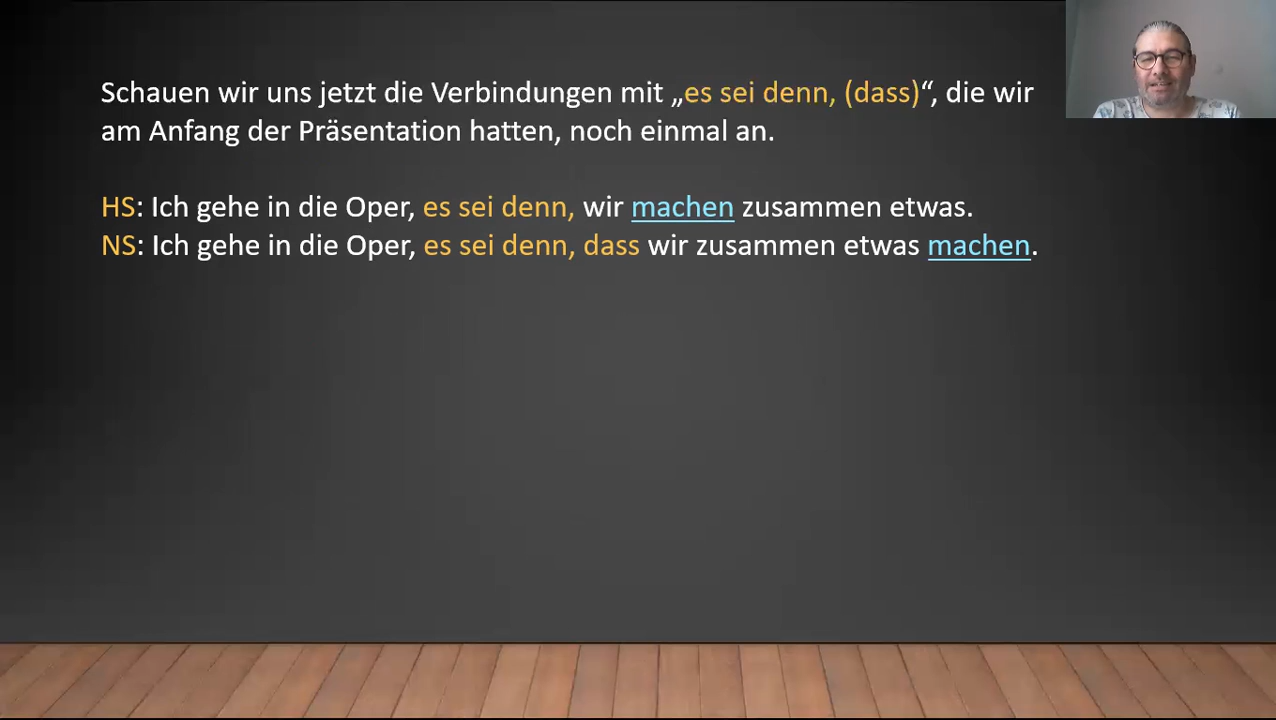 Schauen wir uns jetzt die Verbindungen mit „es sei denn, (dass)“, die wir
am Anfang der Präsentation hatten, noch einmal an.
HS: Ich gehe in die Oper, es sei denn, wir machen zusammen etwas.
NS: Ich gehe in die Oper, es sei denn, dass wir zusammen etwas machen.